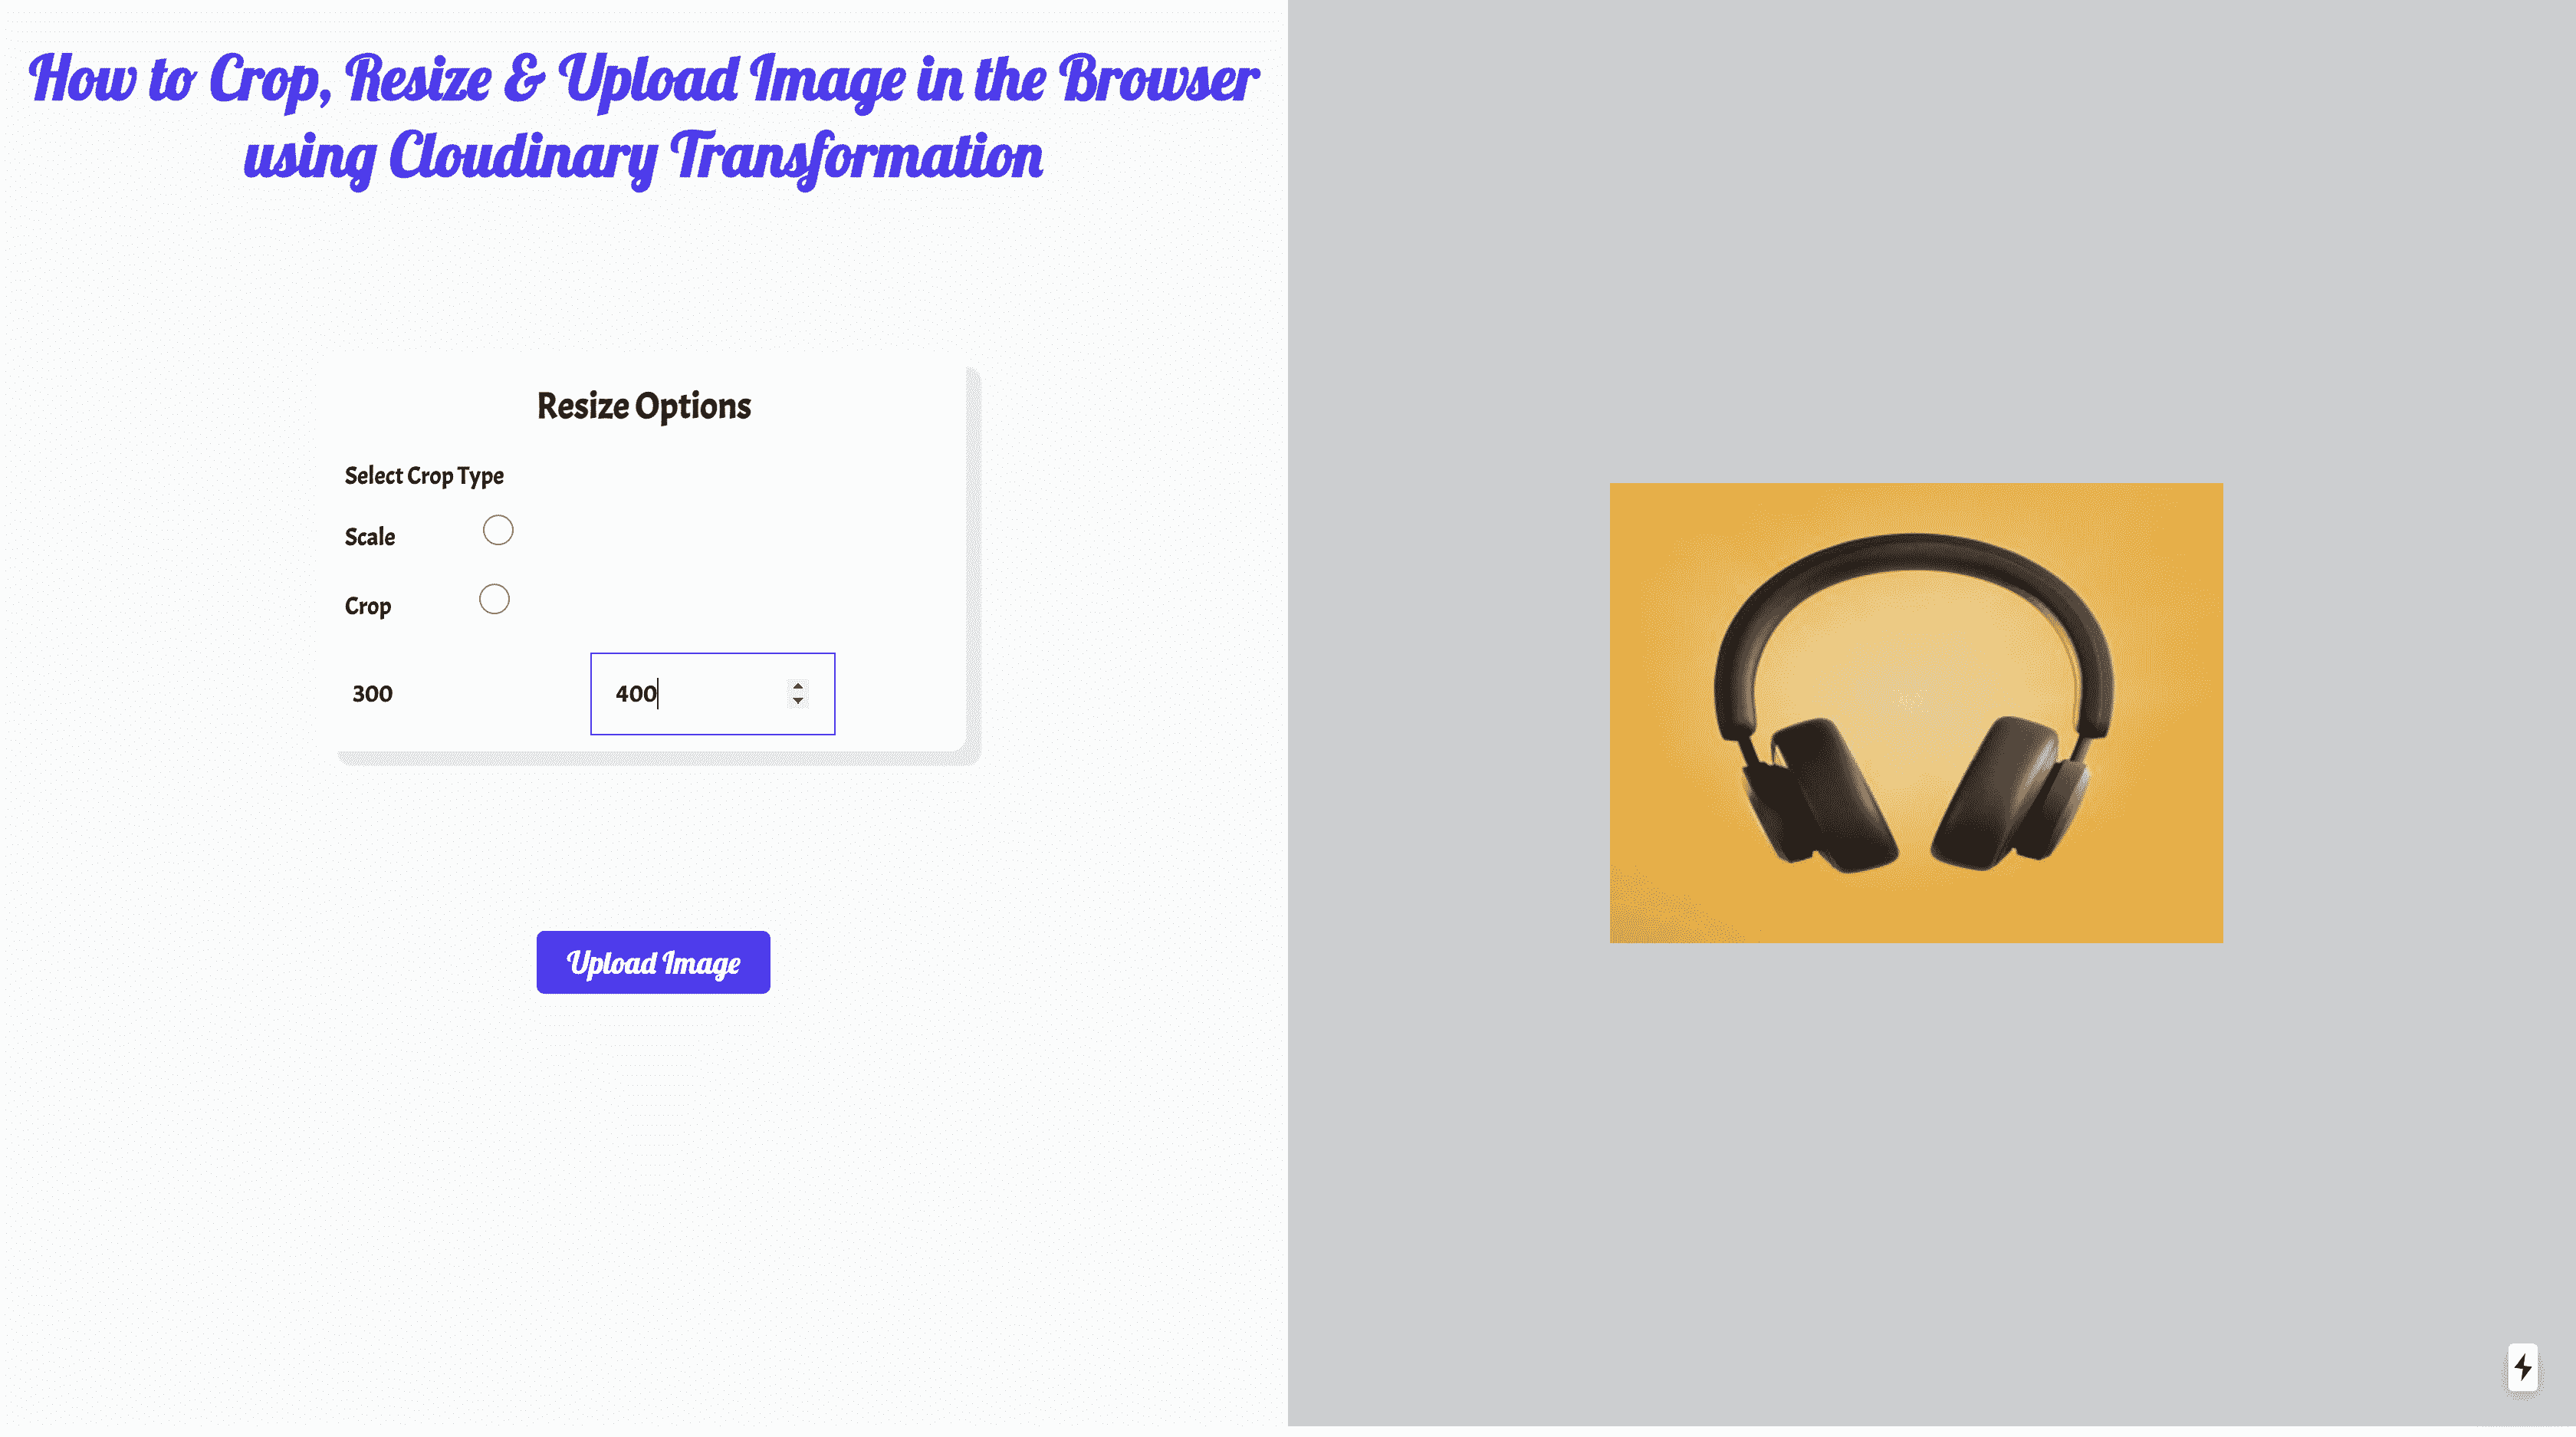 How to Crop, Resize & Upload Image in the Browser
using Cloudinary Transformation
Resize Options
Select Crop Type
Scale
Crop
300
400
Upload Image